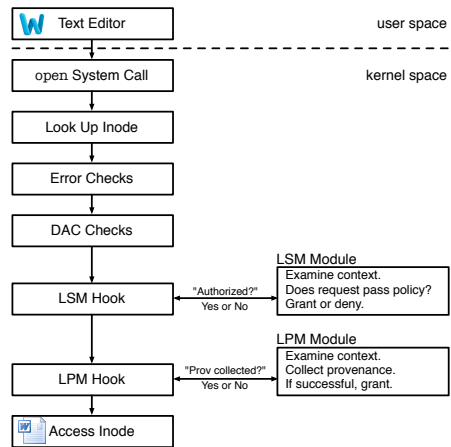 Text Editor
user space
open System Call
kernel space
Look Up Inode
Error Checks
DAC Checks
LSM Module
Examine context.
Does request pass policy?
Grant or deny.
LSM Hook
"Authorized?"
Yes or No
LPM Module
Examine context.
Collect provenance.
If successful, grant.
LPM Hook
"Prov collected?"
Yes or No
Access Inode